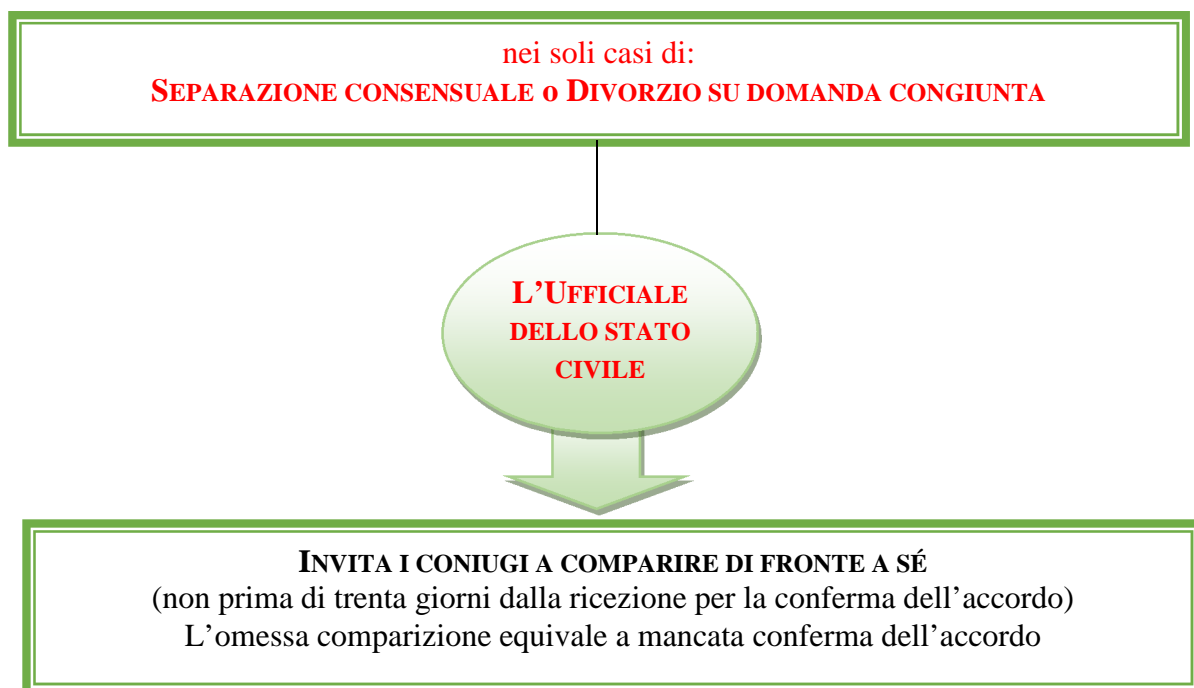 nei soli casi di:
SEPARAZIONE CONSENSUALE o DIVORZIO SU DOMANDA CONGIUNTA
L’UFFICIALE
DELLO STATO
CIVILE
INVITA I CONIUGI A COMPARIRE DI FRONTE A SÉ
(non prima di trenta giorni dalla ricezione per la conferma dell’accordo)
L’omessa comparizione equivale a mancata conferma dell’accordo